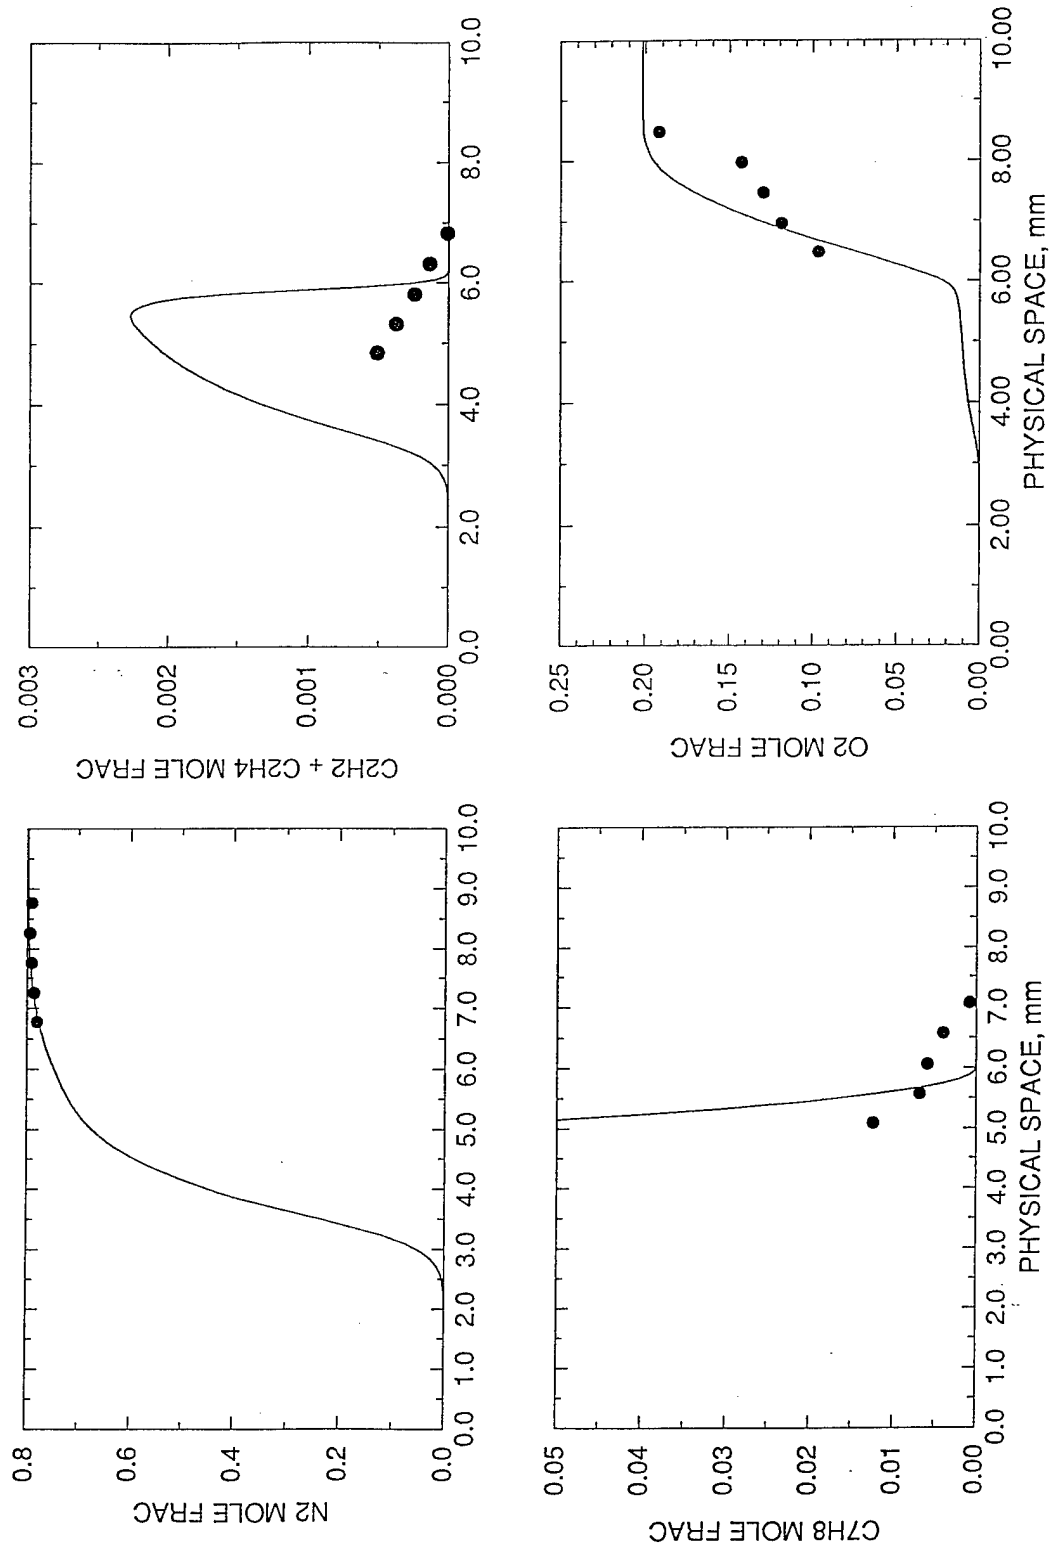 N2 MOLE FRAC
0.8
0.6
0.4
0.2
0.0
0.0 1.0 2.0 3.0 4.0 5.0 6.0 7.0 8.0 9.0 10.0
C2H2 + C2H4 MOLE FRAC
0.003
0.002
0.001
0.000
0.0 2.0 4.0 6.0 8.0 10.0
C7H8 MOLE FRAC
0.05
0.04
0.03
0.02
0.01
0.00
0.0 1.0 2.0 3.0 4.0 5.0 6.0 7.0 8.0 9.0 10.0
PHYSICAL SPACE, mm
O2 MOLE FRAC
0.25
0.20
0.15
0.10
0.05
0.00
0.00 2.00 4.00 6.00 8.00 10.00
PHYSICAL SPACE, mm